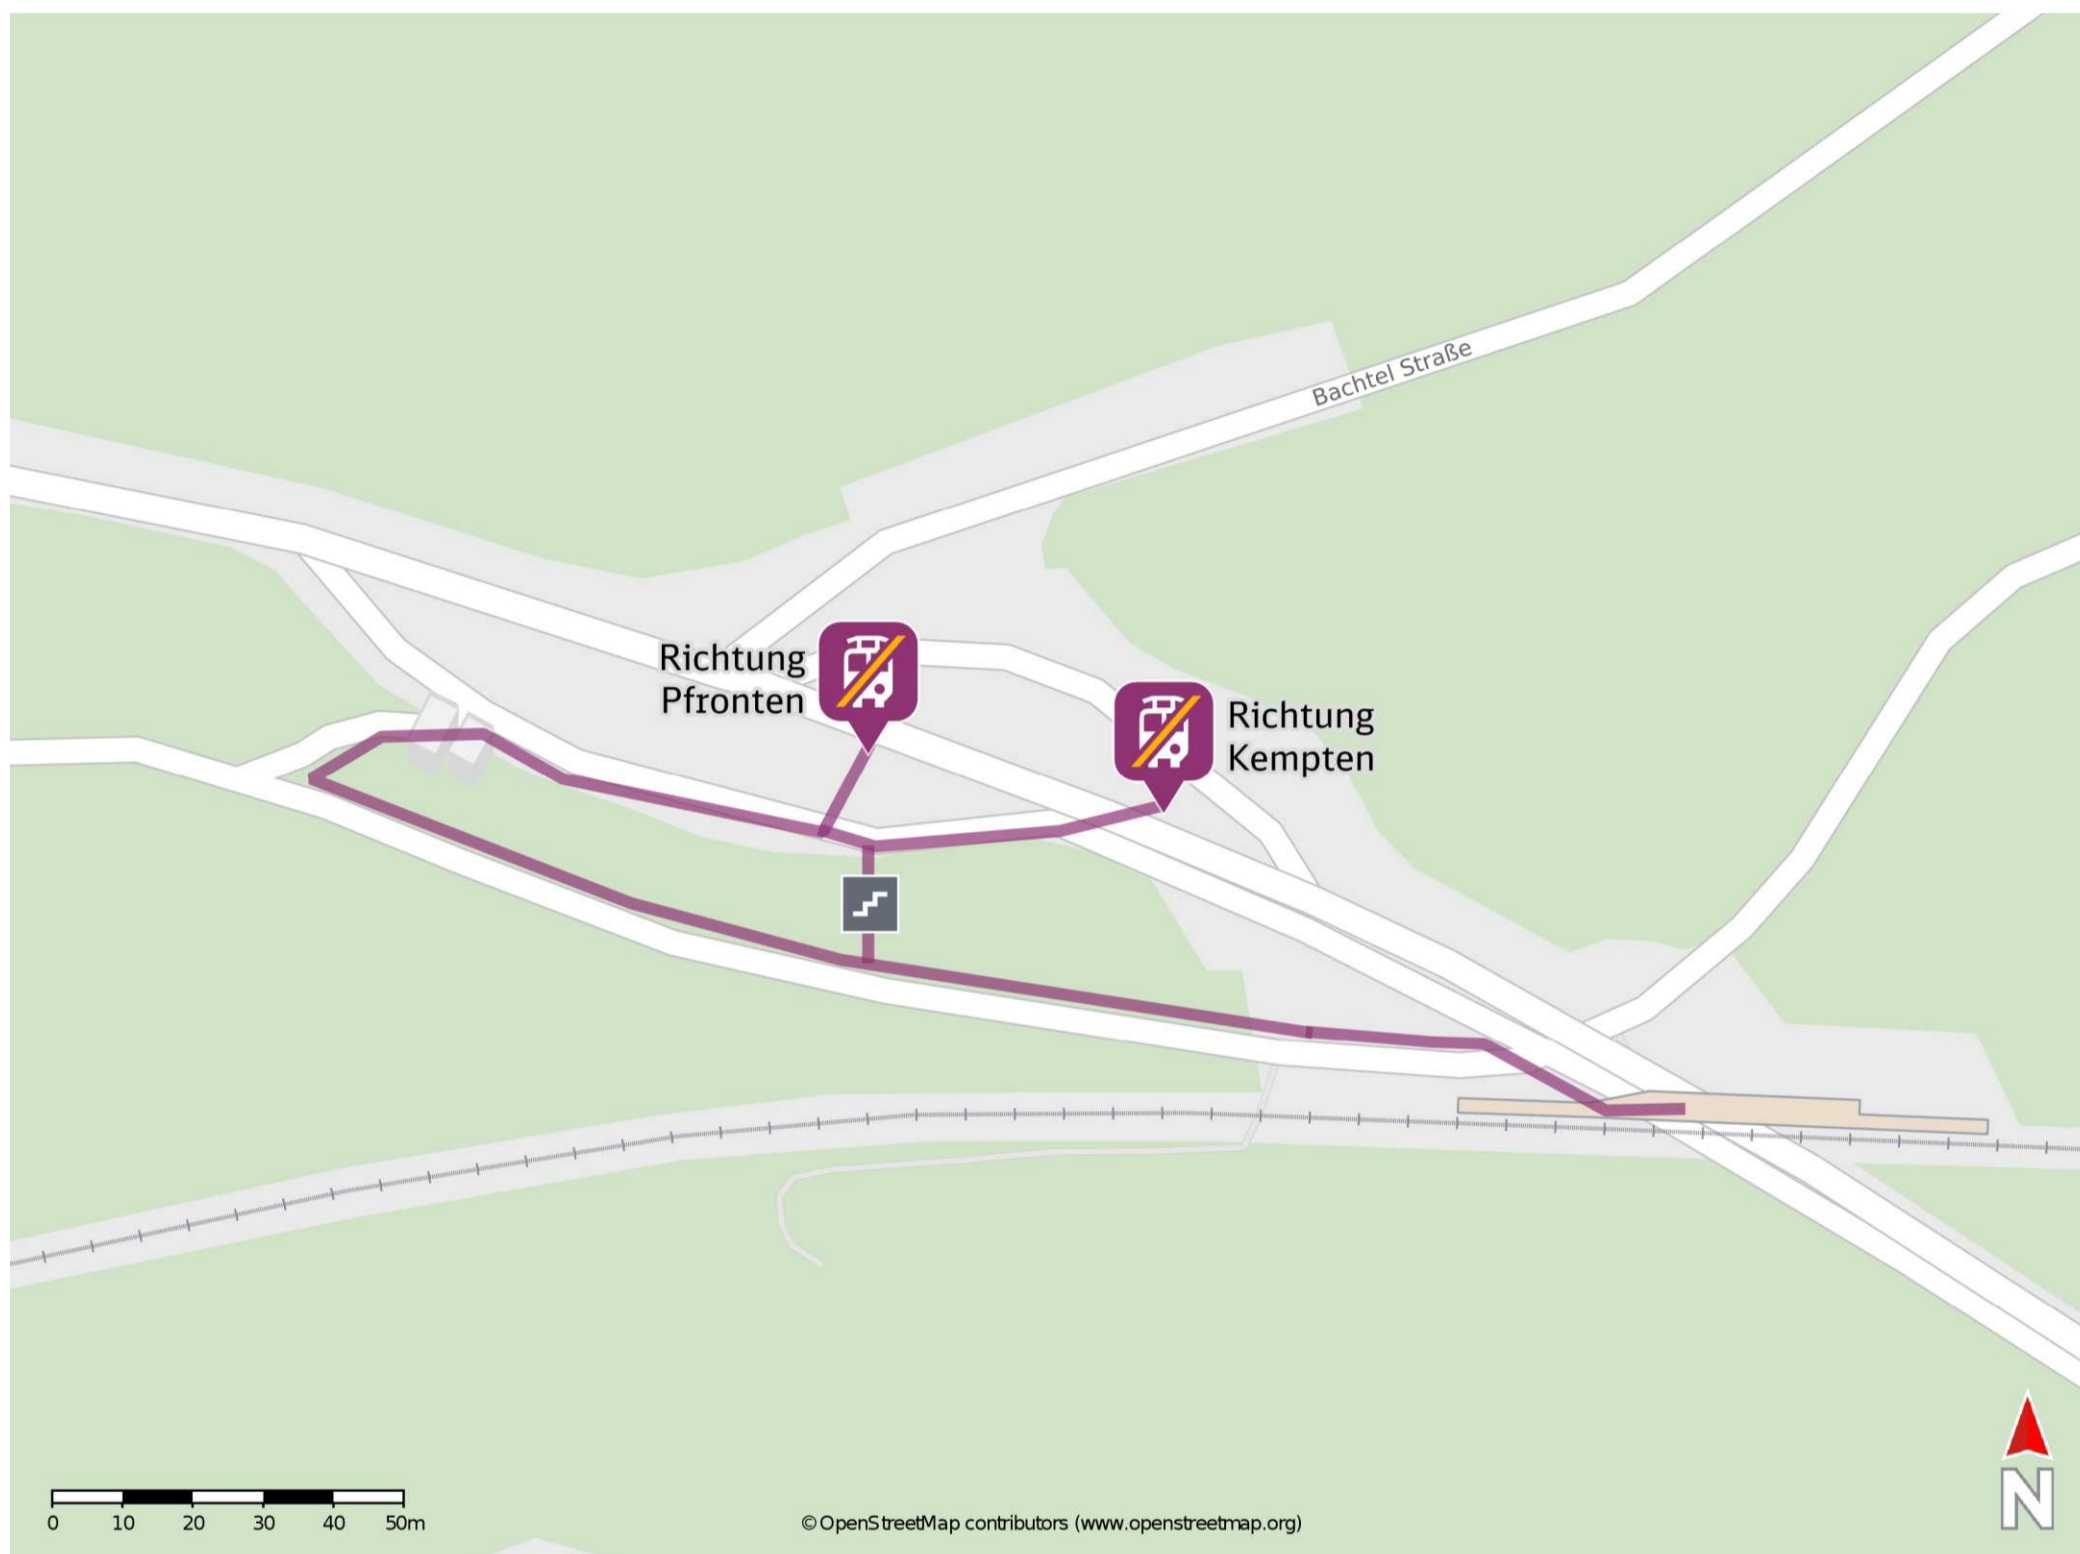 Bachtel Straße
Richtung
Pfronten
Richtung
Kempten
0 10 20 30 40 50m
© OpenStreetMap contributors (www.openstreetmap.org)
N